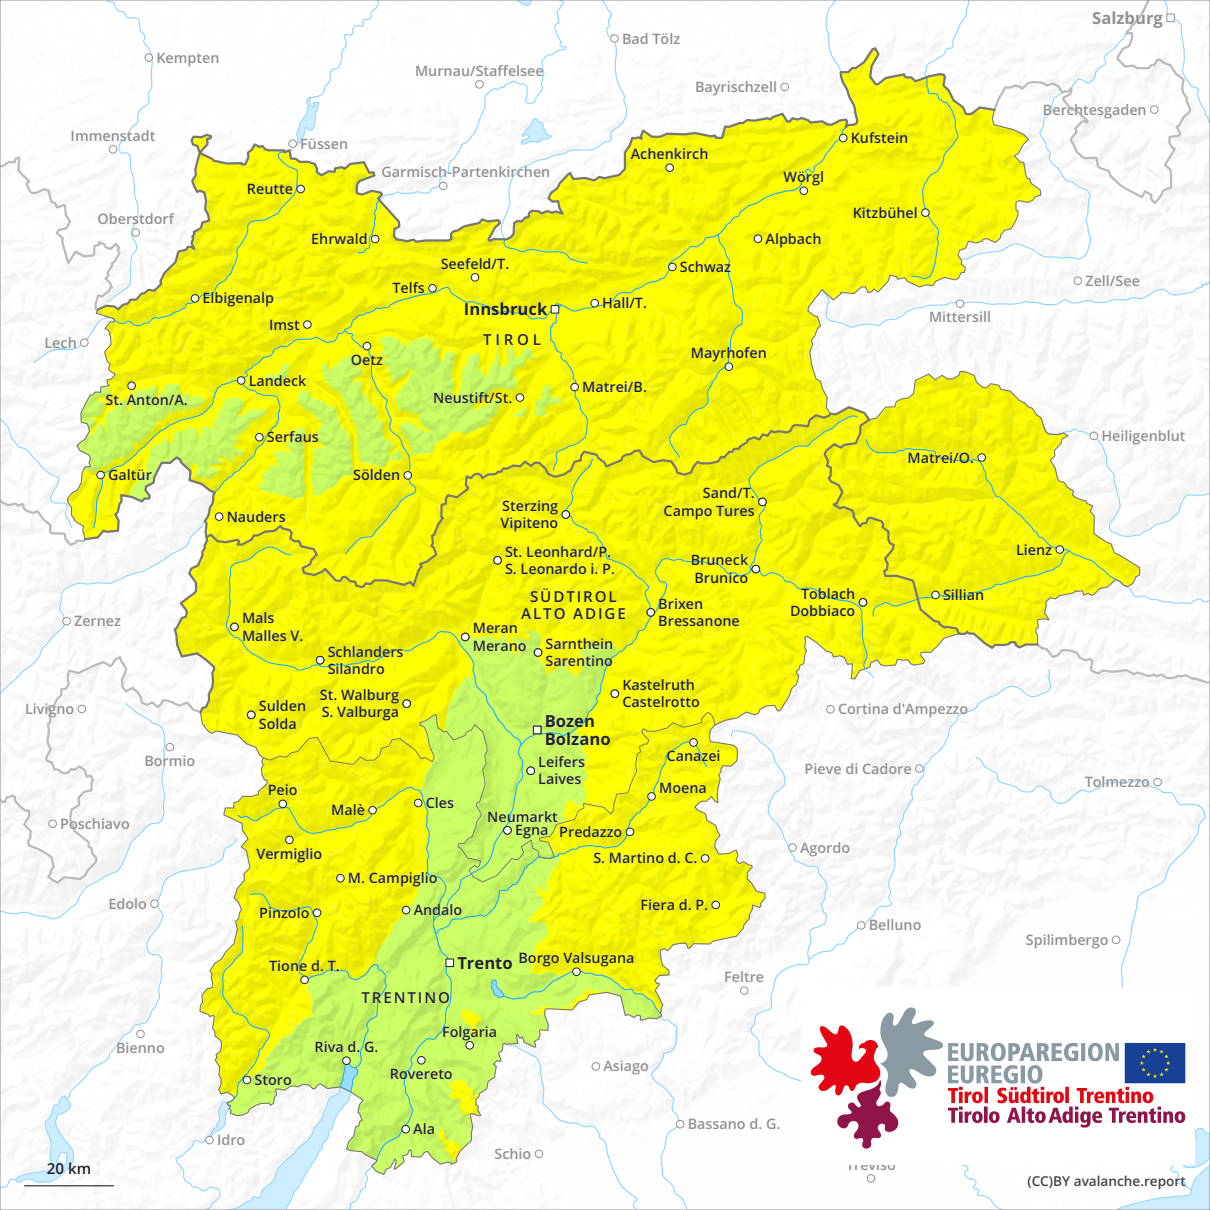 Salzburg
Bad Tölz
Kempten
Murnau/Staffelsee
Bayrischzell
Berchtesgaden
Immenstadt
Kufstein
Füssen
Achenkirch
Garmisch-Partenkirchen
Wörgl
Reutte
Kitzbühel
Oberstdorf
Ehrwald
Alpbach
Seefeld/T.
Schwaz
Zell/See
Telfs
Elbigenalp
Hall/T.
Innsbruck
Mittersill
Imst
TIROL
Lech
Mayrhofen
Oetz
Landeck
Matrei/B.
St. Anton/A.
Neustift/St.
Serfaus
Heiligenblut
Matrei/O.
Galtür
Sölden
Sand/T.
Campo Tures
Sterzing
Vipiteno
Nauders
St. Leonhard/P.
S. Leonardo i. P.
Lienz
Bruneck
Brunico
SÜDTIROL
ALTO ADIGE
Toblach
Dobbiaco
Sillian
Brixen
Bressanone
Zernez
Mals
Malles V.
Meran
Merano
Sarnthein
Sarentino
Schlanders
Silandro
Kastelruth
Castelrotto
St. Walburg
S. Valburga
Livigno
Sulden
Solda
Cortina d'Ampezzo
Bozen
Bolzano
Bormio
Canazei
Leifers
Laives
Pieve di Cadore
Tolmezzo
Peio
Moena
Malè
Cles
Neumarkt
Egna
Poschiavo
Predazzo
Vermiglio
Agordo
S. Martino d. C.
M. Campiglio
Edolo
Pinzolo
Andalo
Fiera d. P.
Belluno
Spilimbergo
Borgo Valsugana
Trento
Tione d. T.
Feltre
TRENTINO
Folgaria
Bienno
Riva d. G.
EUROPAREGION
EUREGIO
Asiago
Rovereto
Storo
Tirol Südtirol Trentino
Tirolo Alto Adige Trentino
Ala
Bassano d. G.
Idro
Schio
Treviso
20 km
(CC)BY avalanche.report